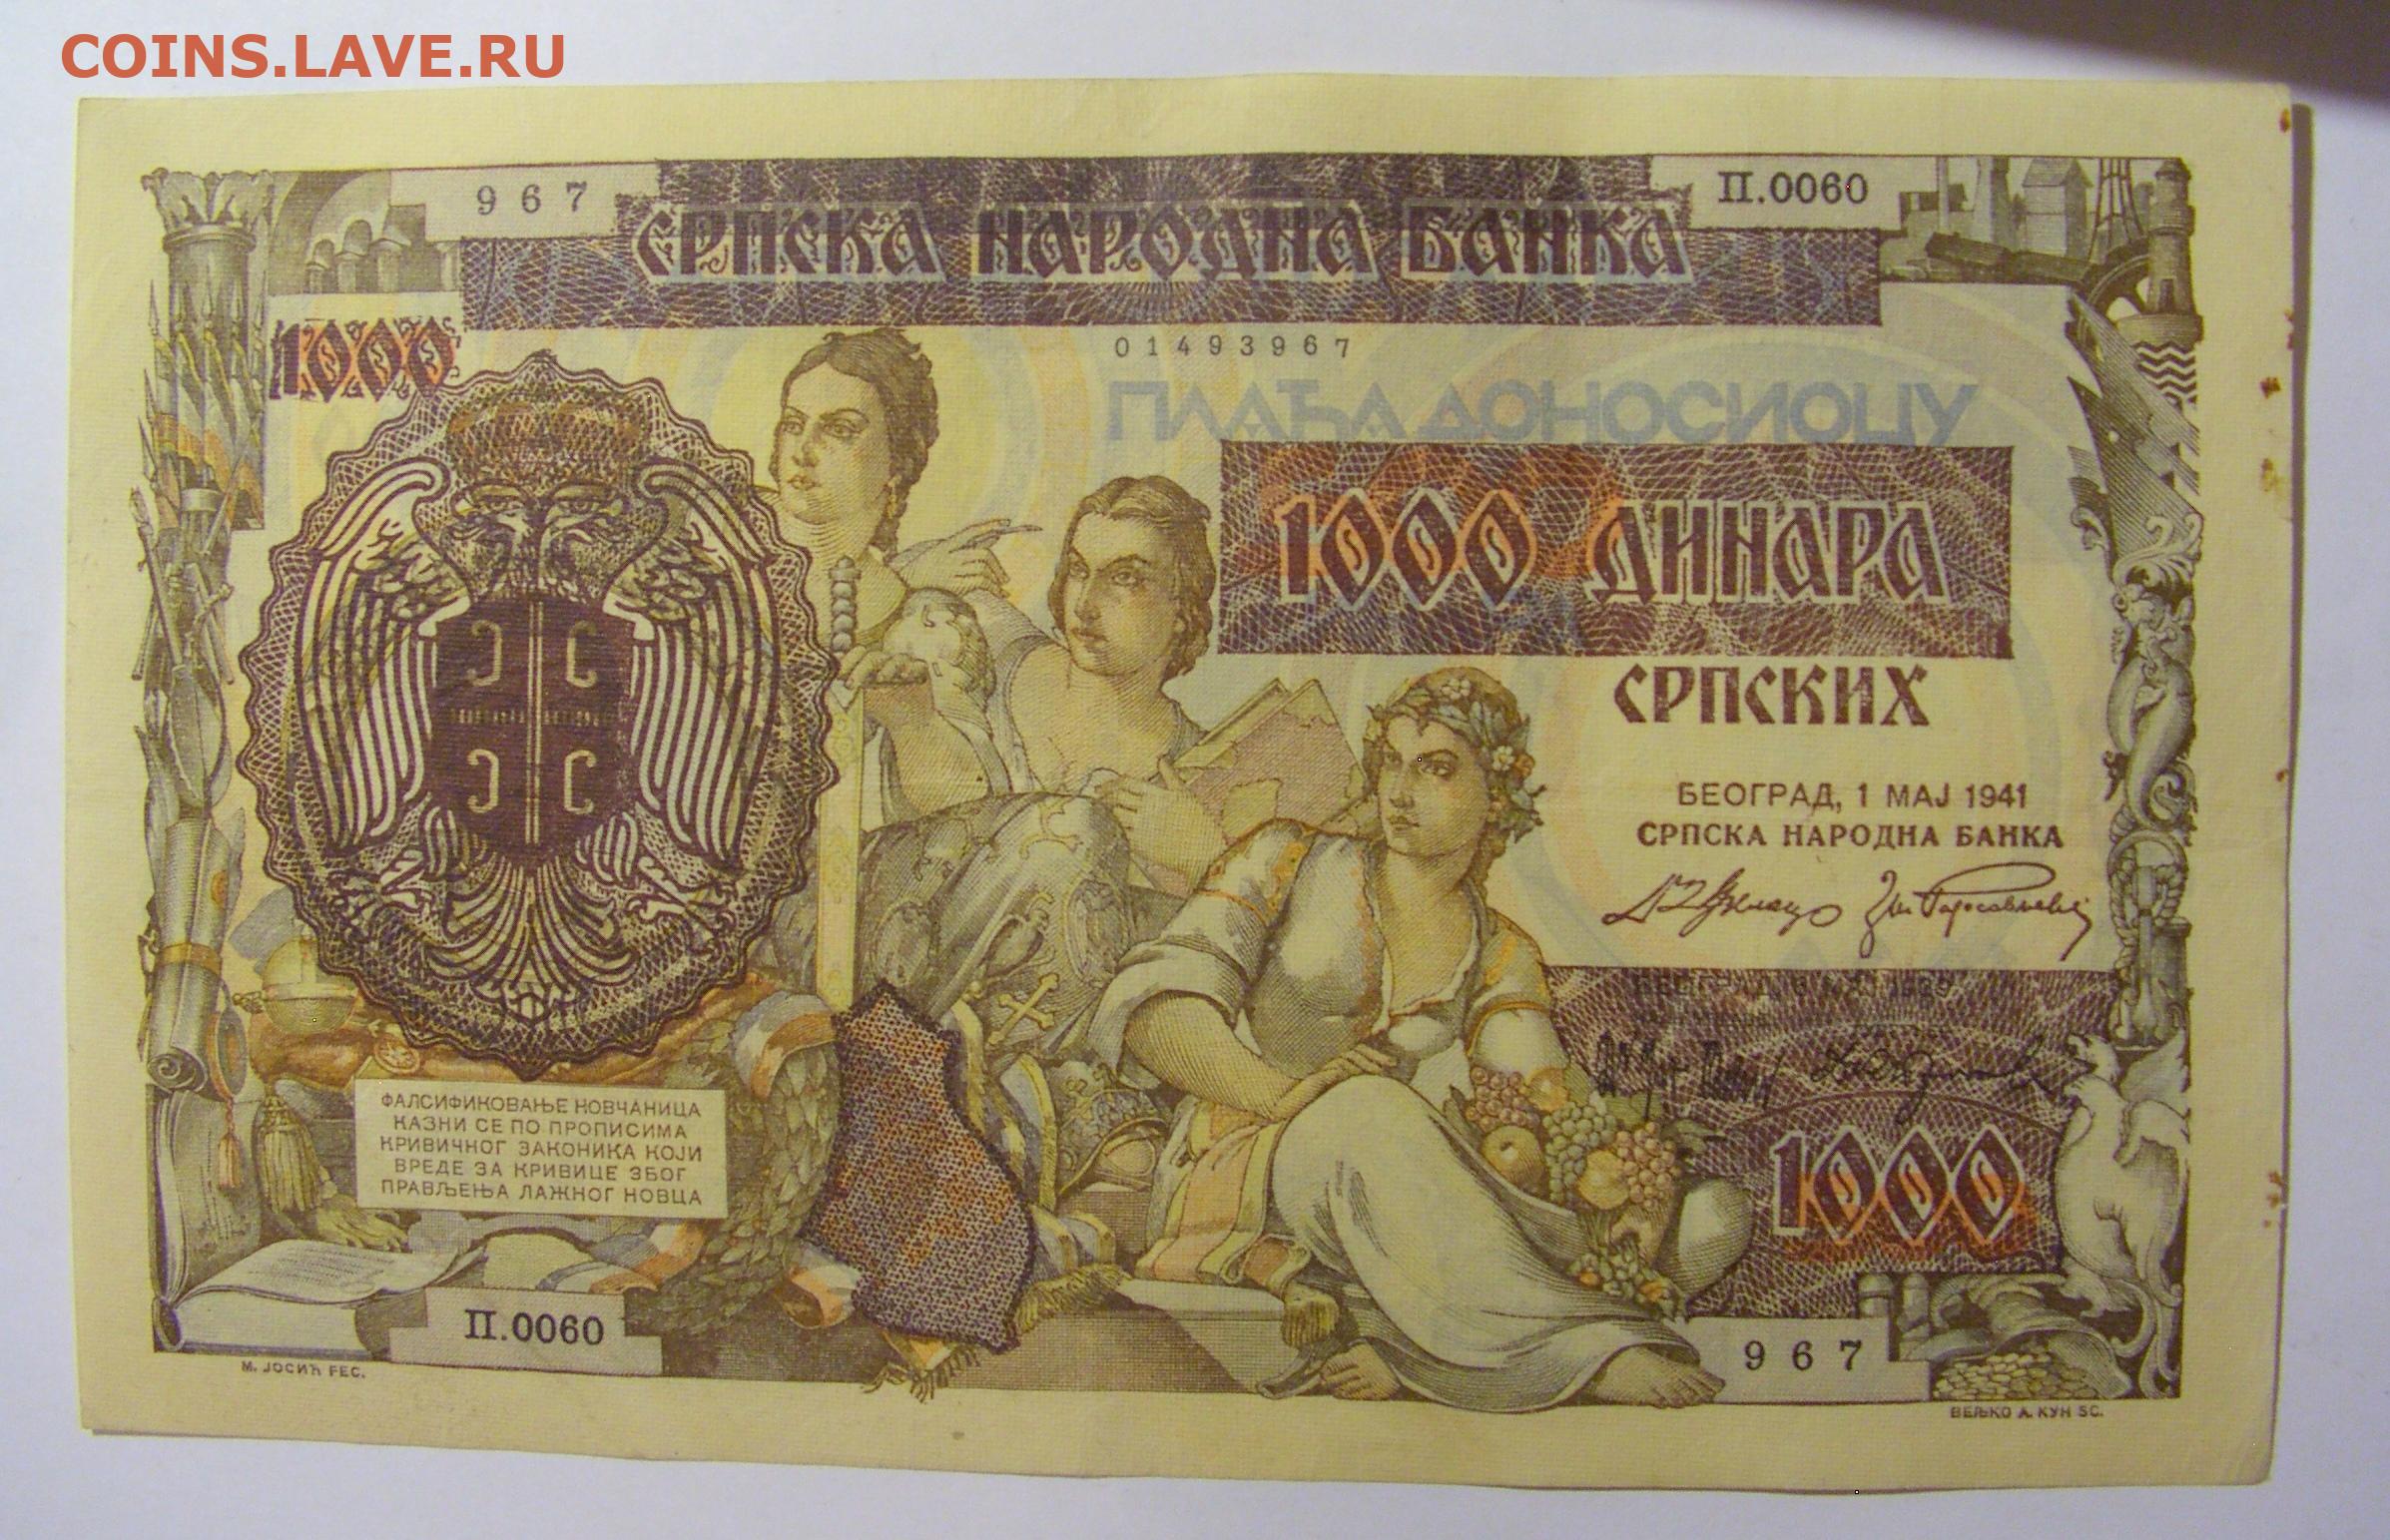 COINS.LAVE.RU
967
П.0060
СРПСКА НАРОДНА БАНКА
1000
01493967
ПЛАЋА ДОНОСИОЦУ
1000 ДИНАРА
СРПСКИХ
БЕОГРАД, 1 МАЈ 1941
СРПСКА НАРОДНА БАНКА
ФАЛСИФИКОВАЊЕ НОВЧАНИЦА
КАЗНИ СЕ ПО ПРОПИСИМА
КРИВИЧНОГ ЗАКОНИКА КОЈИ
ВРЕДЕ ЗА КРИВИЦЕ ЗБОГ
ПРАВЉЕЊА ЛАЖНОГ НОВЦА
1000
П.0060
967
М. ЈОСИЋ FEC.
ВЕЉКО А. КУН SC.